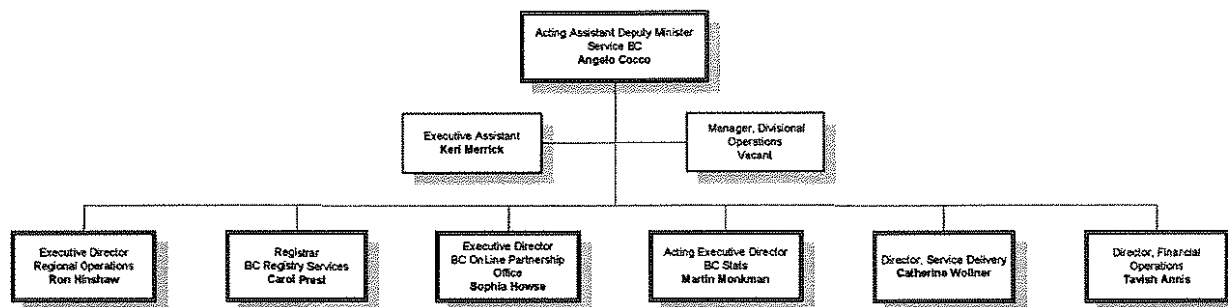 Acting Assistant Deputy Minister
Service BC
Angelo Cocco
Executive Assistant
Keri Merrick
Manager, Divisional
Operations
Vacant
Executive Director
Regional Operations
Ron Hinshaw
Registrar
BC Registry Services
Carol Prest
Executive Director
BC OnLine Partnership
Office
Sophia Howse
Acting Executive Director
BC Stats
Martin Monkman
Director, Service Delivery
Catherine Wollner
Director, Financial
Operations
Tavish Annis